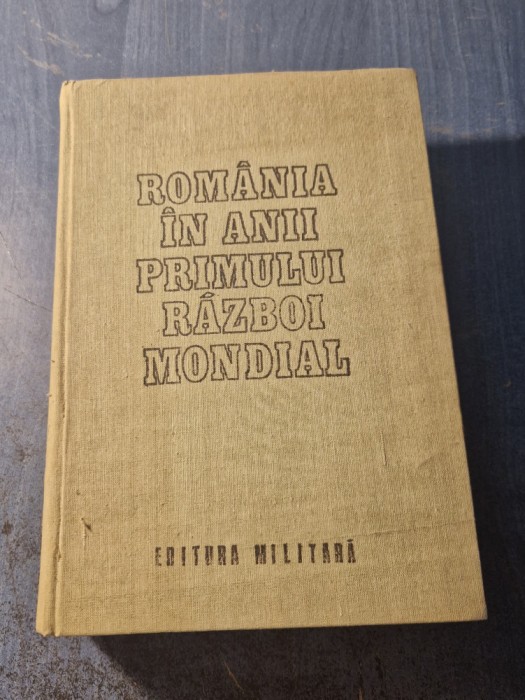 ROMÂNIA
ÎN ANII
PRIMULUI
RĂZBOI
MONDIAL
EDITURA MILITARĂ